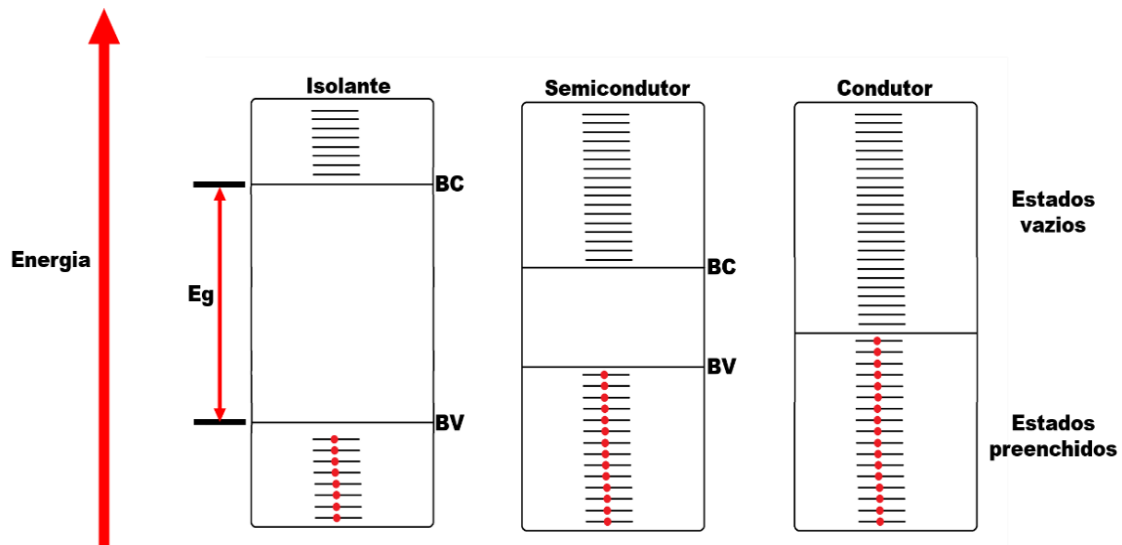 Isolante
Semicondutor
Condutor
BC
Estados
vazios
Energia
BC
Eg
BV
BV
Estados
preenchidos